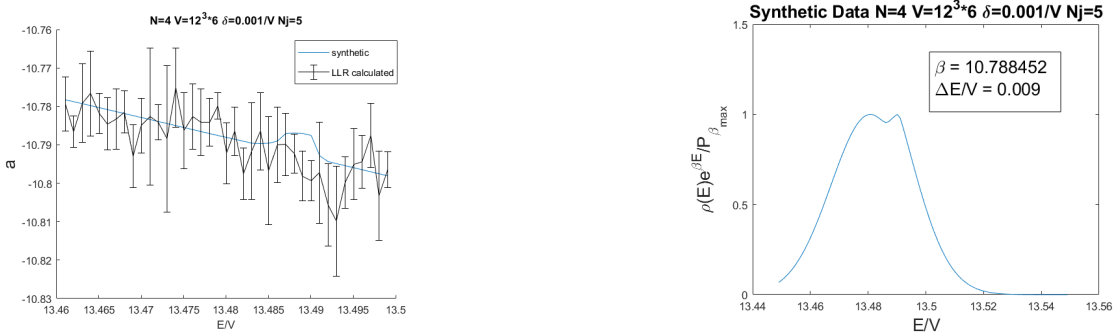 N=4 V=12³*6 δ=0.001/V Nj=5
-10.76
-10.77
-10.78
-10.79
-10.8
-10.81
-10.82
-10.83
a
synthetic
LLR calculated
13.46 13.465 13.47 13.475 13.48 13.485 13.49 13.495 13.5
E/V
Synthetic Data N=4 V=12³*6 δ=0.001/V Nj=5
1.5
1
0.5
0
ρ(E)e^βE/P_βmax
β = 10.788452
ΔE/V = 0.009
13.44 13.46 13.48 13.5 13.52 13.54 13.56
E/V